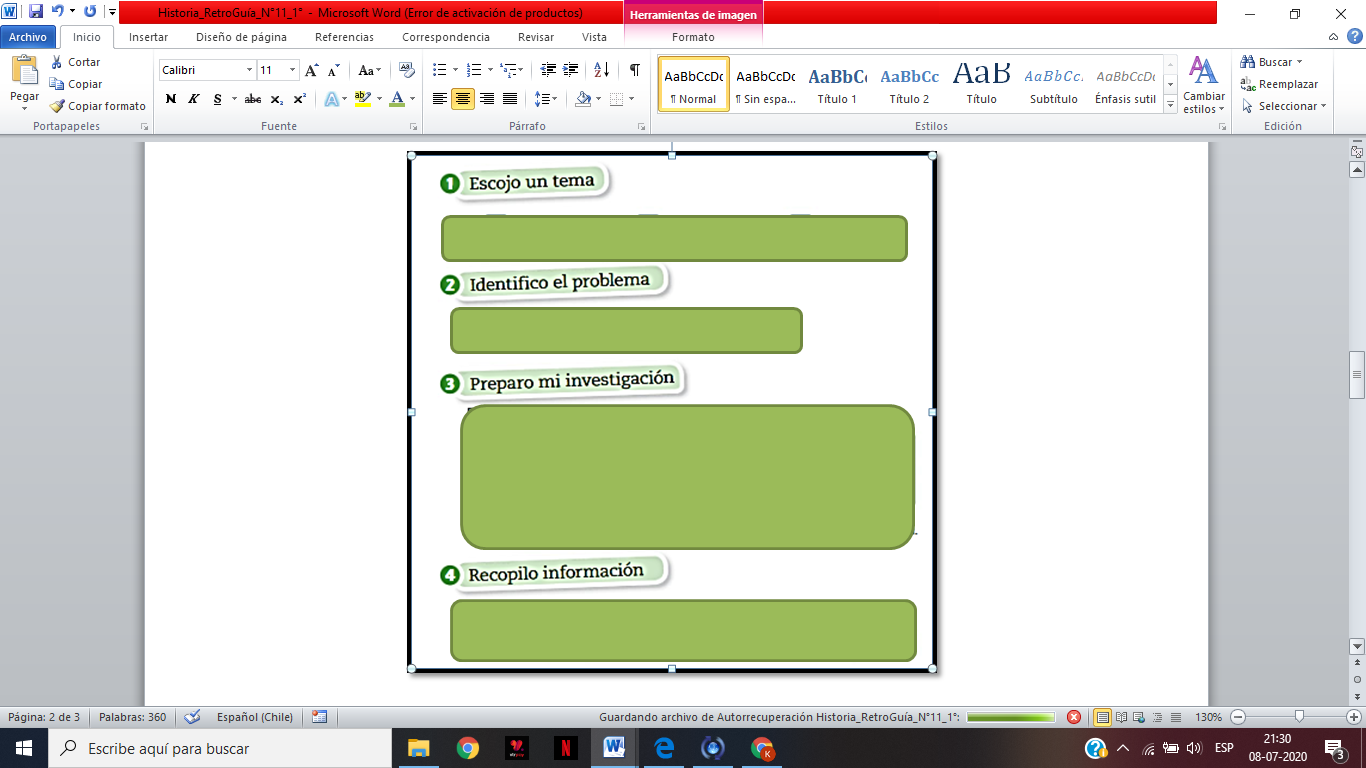 Historia_RetroGuía_N°11_1° - Microsoft Word (Error de activación de productos)
Herramientas de imagen
Archivo Inicio Insertar Diseño de página Referencias Correspondencia Revisar Vista Formato
Pegar
Cortar
Copiar
Copiar formato
Portapapeles
Calibri 11
N K S abc x₂ x²
Fuente
Párrafo
AaBbCcDc AaBbCcDc AaBbCc AaBbCc AaB AaBbCc. AaBbCcDc
¶ Normal ¶ Sin espa... Título 1 Título 2 Título Subtítulo Énfasis sutil
Cambiar estilos
Estilos
Buscar
Reemplazar
Seleccionar
Edición
1 Escojo un tema
2 Identifico el problema
3 Preparo mi investigación
4 Recopilo información
Página: 2 de 3 Palabras: 360 Español (Chile) Guardando archivo de Autorrecuperación Historia_RetroGuía_N°11_1°: 130%
Escribe aquí para buscar
ESP
21:30
08-07-2020
3